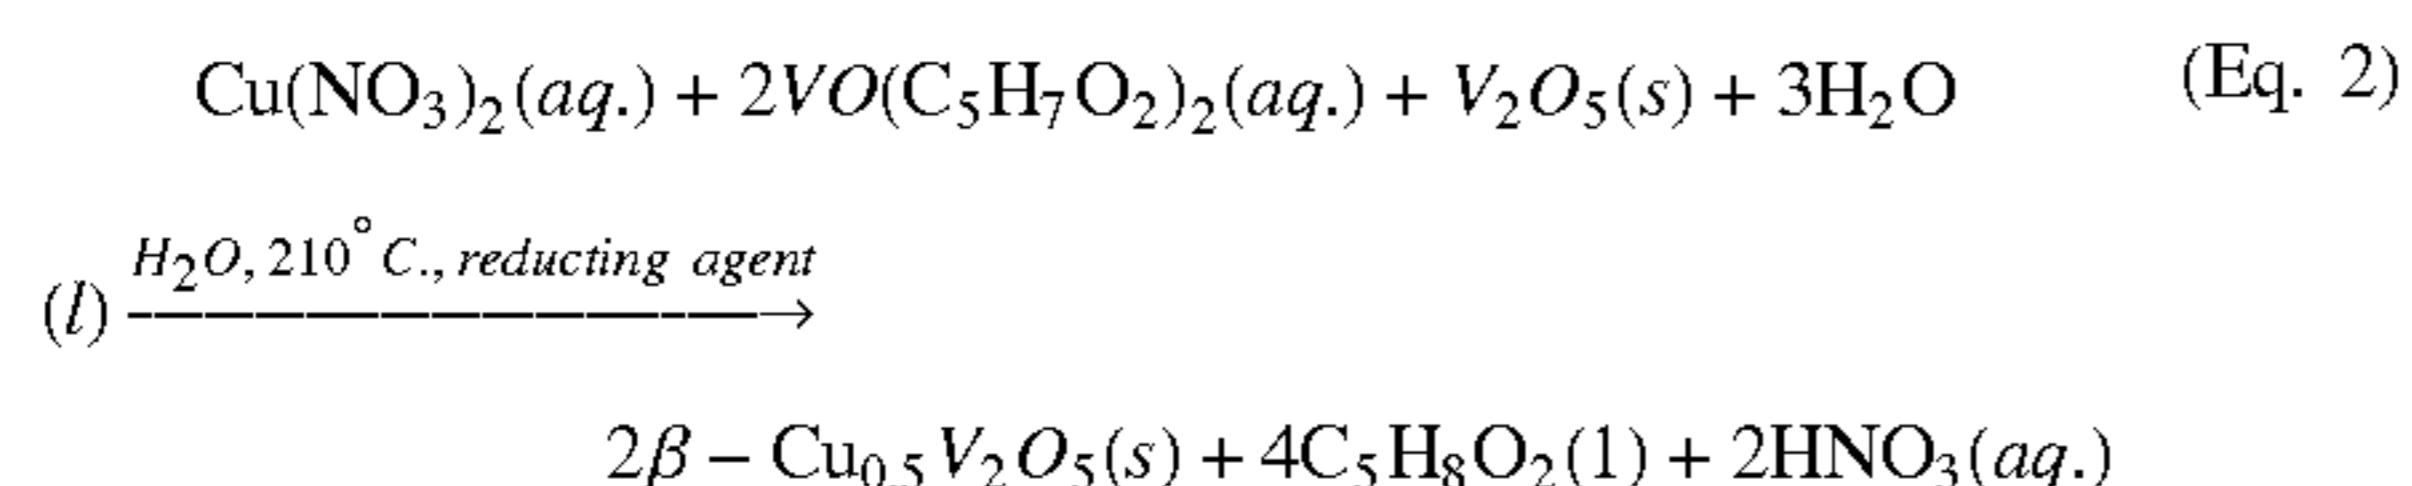 Cu(NO₃)₂(aq.) + 2VO(C₅H₇O₂)₂(aq.) + V₂O₅(s) + 3H₂O (Eq. 2)
H₂O, 210° C., reducting agent
(l) ⟶
2β − Cu₀.₅V₂O₅(s) + 4C₅H₈O₂(1) + 2HNO₃(aq.)